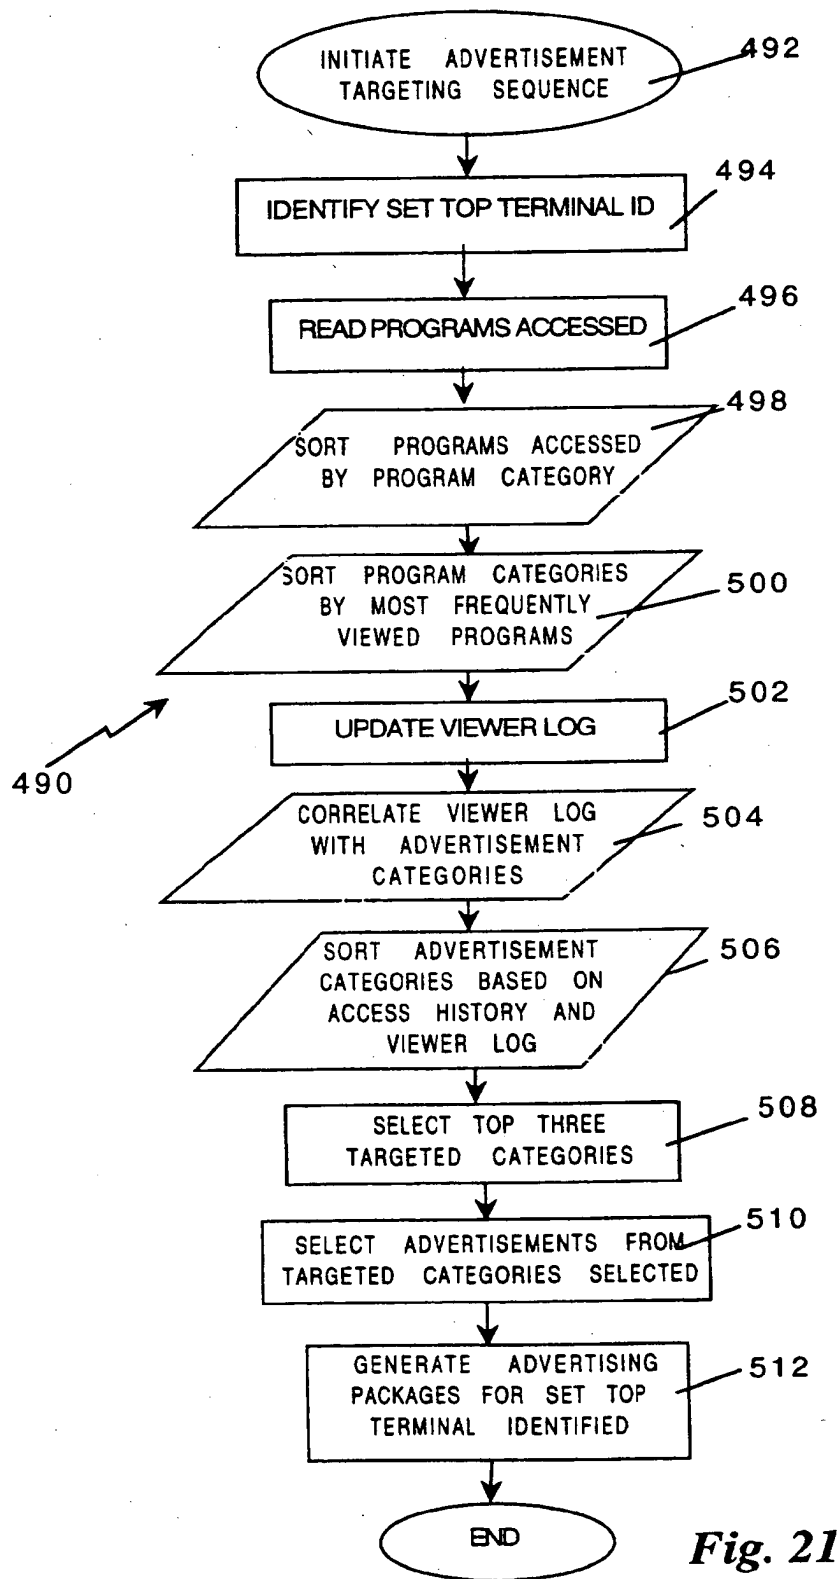 INITIATE ADVERTISEMENT
TARGETING SEQUENCE
492
IDENTIFY SET TOP TERMINAL ID
494
READ PROGRAMS ACCESSED
496
SORT PROGRAMS ACCESSED
BY PROGRAM CATEGORY
498
SORT PROGRAM CATEGORIES
BY MOST FREQUENTLY
VIEWED PROGRAMS
500
UPDATE VIEWER LOG
502
490
CORRELATE VIEWER LOG
WITH ADVERTISEMENT
CATEGORIES
504
SORT ADVERTISEMENT
CATEGORIES BASED ON
ACCESS HISTORY AND
VIEWER LOG
506
SELECT TOP THREE
TARGETED CATEGORIES
508
SELECT ADVERTISEMENTS FROM
TARGETED CATEGORIES SELECTED
510
GENERATE ADVERTISING
PACKAGES FOR SET TOP
TERMINAL IDENTIFIED
512
END
Fig. 21